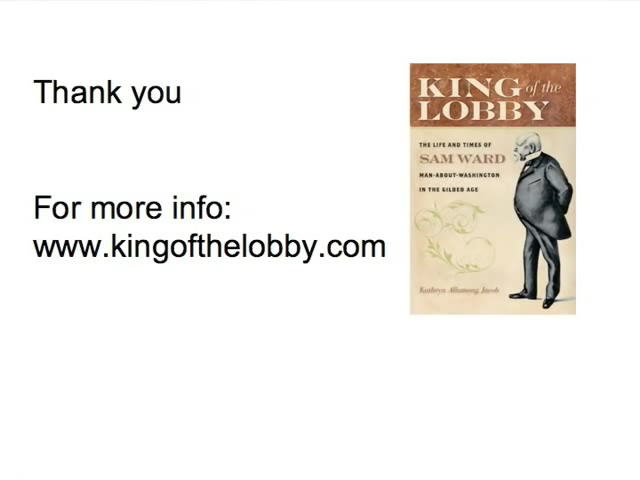 Thank you
For more info:
www.kingofthelobby.com
KING of the
LOBBY
THE LIFE AND TIMES OF
SAM WARD
MAN-ABOUT-WASHINGTON
IN THE GILDED AGE
Kathryn Allamong Jacob